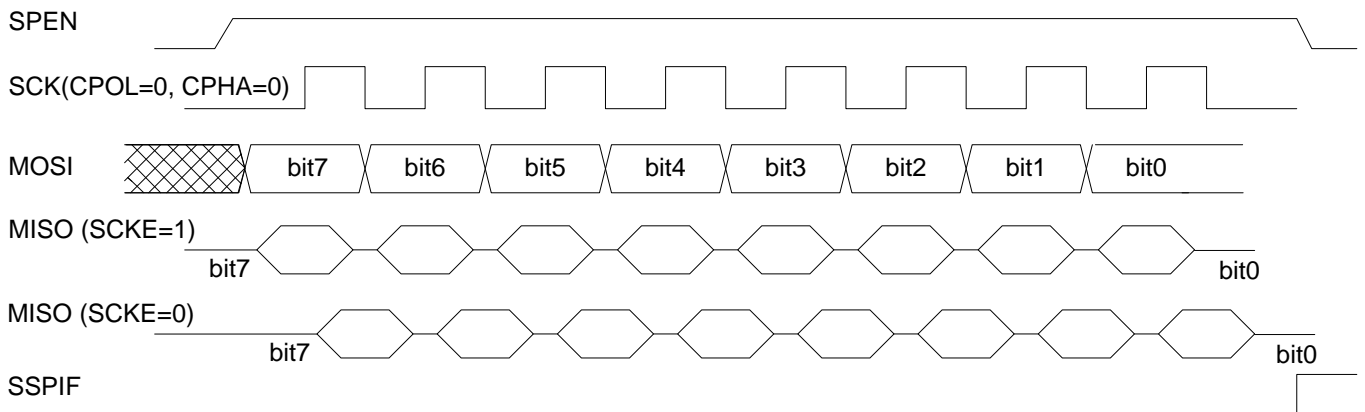 SPEN
SCK(CPOL=0, CPHA=0)
MOSI bit7 bit6 bit5 bit4 bit3 bit2 bit1 bit0
MISO (SCKE=1)
bit7 bit0
MISO (SCKE=0)
bit7 bit0
SSPIF